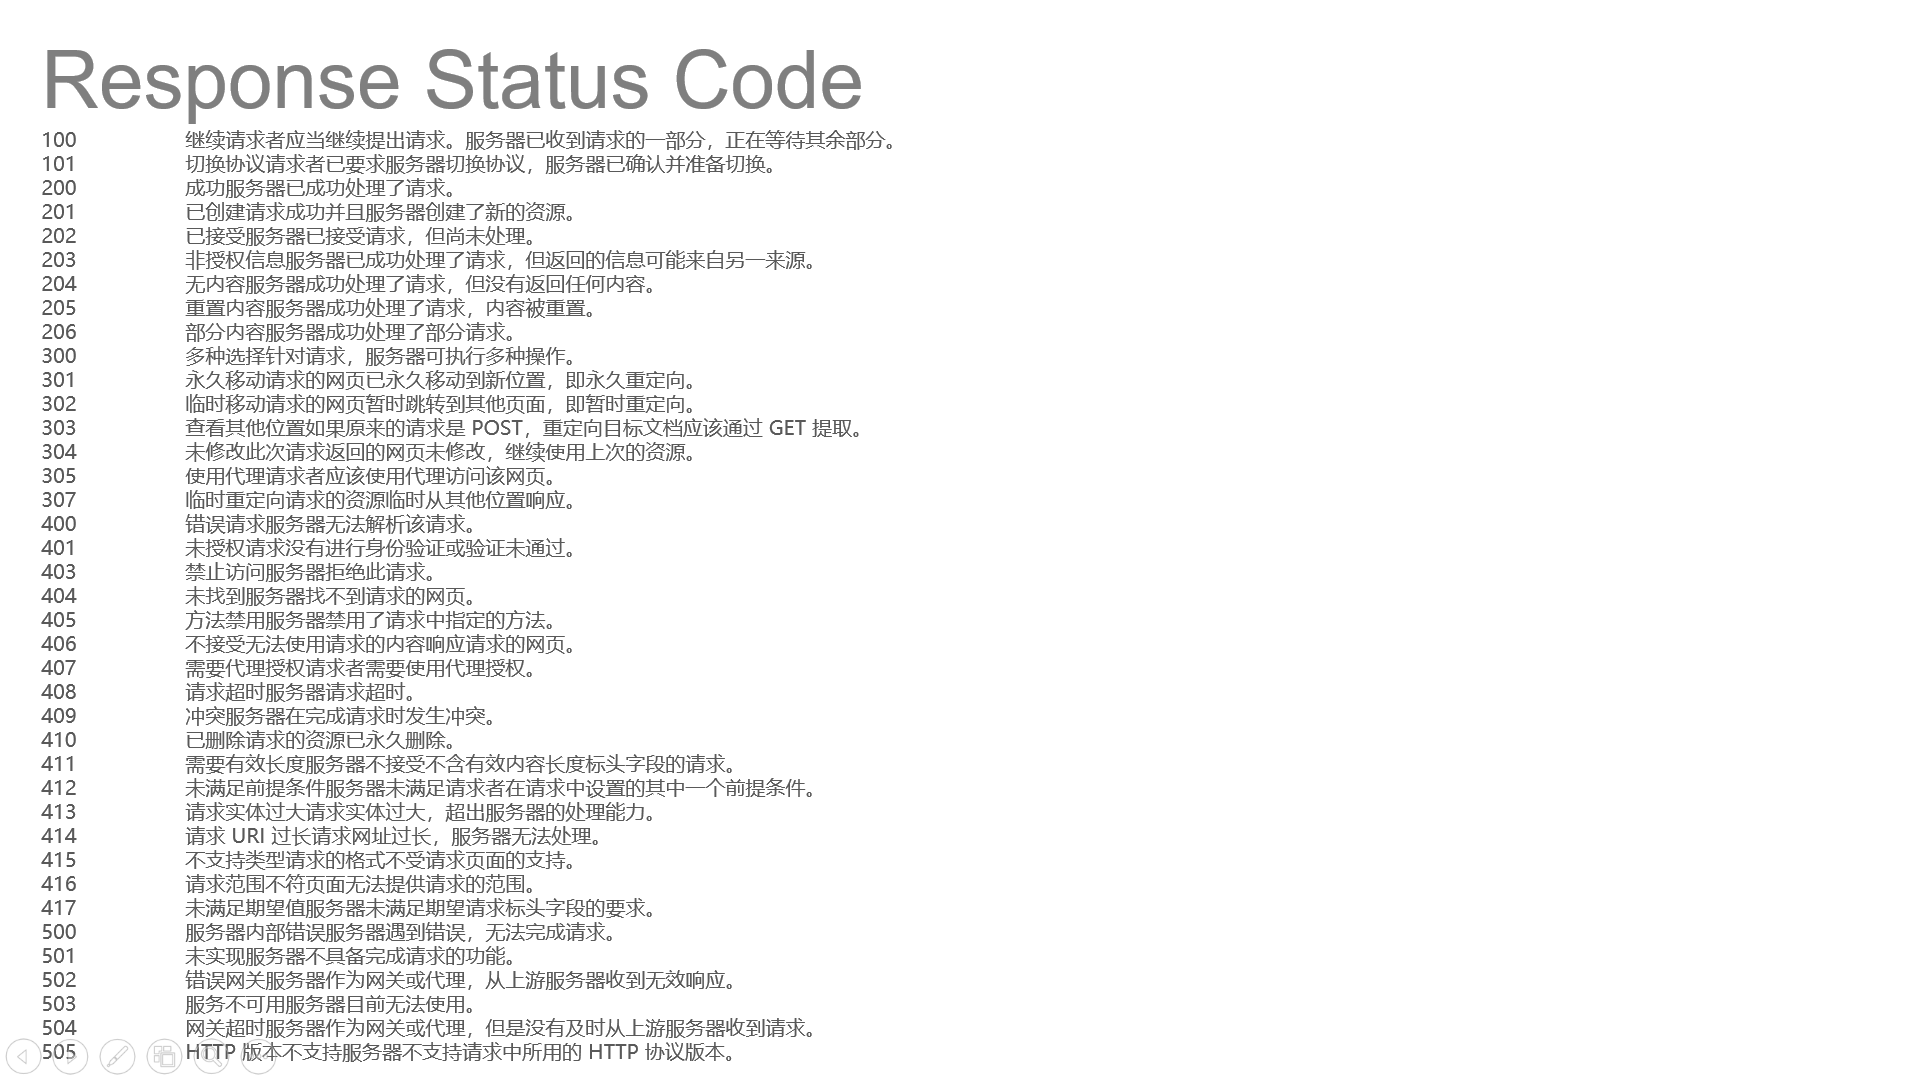 Response Status Code
100 继续请求者应当继续提出请求。服务器已收到请求的一部分，正在等待其余部分。
101 切换协议请求者已要求服务器切换协议，服务器已确认并准备切换。
200 成功服务器已成功处理了请求。
201 已创建请求成功并且服务器创建了新的资源。
202 已接受服务器已接受请求，但尚未处理。
203 非授权信息服务器已成功处理了请求，但返回的信息可能来自另一来源。
204 无内容服务器成功处理了请求，但没有返回任何内容。
205 重置内容服务器成功处理了请求，内容被重置。
206 部分内容服务器成功处理了部分请求。
300 多种选择针对请求，服务器可执行多种操作。
301 永久移动请求的网页已永久移动到新位置，即永久重定向。
302 临时移动请求的网页暂时跳转到其他页面，即暂时重定向。
303 查看其他位置如果原来的请求是 POST，重定向目标文档应该通过 GET 提取。
304 未修改此次请求返回的网页未修改，继续使用上次的资源。
305 使用代理请求者应该使用代理访问该网页。
307 临时重定向请求的资源临时从其他位置响应。
400 错误请求服务器无法解析该请求。
401 未授权请求没有进行身份验证或验证未通过。
403 禁止访问服务器拒绝此请求。
404 未找到服务器找不到请求的网页。
405 方法禁用服务器禁用了请求中指定的方法。
406 不接受无法使用请求的内容响应请求的网页。
407 需要代理授权请求者需要使用代理授权。
408 请求超时服务器请求超时。
409 冲突服务器在完成请求时发生冲突。
410 已删除请求的资源已永久删除。
411 需要有效长度服务器不接受不含有效内容长度标头字段的请求。
412 未满足前提条件服务器未满足请求者在请求中设置的其中一个前提条件。
413 请求实体过大请求实体过大，超出服务器的处理能力。
414 请求 URI 过长请求网址过长，服务器无法处理。
415 不支持类型请求的格式不受请求页面的支持。
416 请求范围不符页面无法提供请求的范围。
417 未满足期望值服务器未满足期望请求标头字段的要求。
500 服务器内部错误服务器遇到错误，无法完成请求。
501 未实现服务器不具备完成请求的功能。
502 错误网关服务器作为网关或代理，从上游服务器收到无效响应。
503 服务不可用服务器目前无法使用。
504 网关超时服务器作为网关或代理，但是没有及时从上游服务器收到请求。
505 HTTP 版本不支持服务器不支持请求中所用的 HTTP 协议版本。